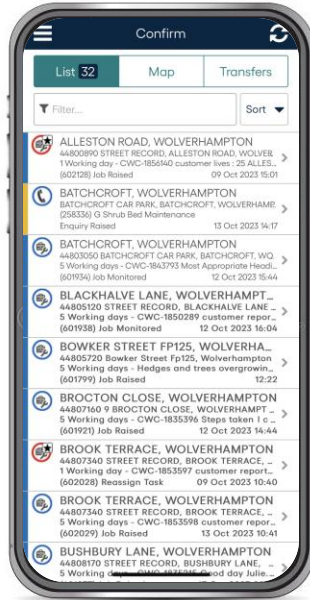 Confirm
List 32
Map
Transfers
Filter...
Sort
ALLESTON ROAD, WOLVERHAMPTON
44800890 STREET RECORD, ALLESTON ROAD, WOLVER
1 Working day - CWC-1856140 customer lives : 25 ALLES...
(602128) Job Raised 09 Oct 2023 15:01
BATCHCROFT, WOLVERHAMPTON
BATCHCROFT CAR PARK, BATCHCROFT, WOLVERHAMP
(258336) G Shrub Bed Maintenance
Enquiry Raised 13 Oct 2023 14:17
BATCHCROFT, WOLVERHAMPTON
44803050 BATCHCROFT CAR PARK, BATCHCROFT, WO
5 Working days - CWC-1843793 Most Appropriate Headi...
(601934) Job Monitored 12 Oct 2023 15:44
BLACKHALVE LANE, WOLVERHAMPT...
44805120 STREET RECORD, BLACKHALVE LANE ...
5 Working days - CWC-1850289 customer repor...
(601938) Job Monitored 12 Oct 2023 16:04
BOWKER STREET FP125, WOLVERHA...
44805720 Bowker Street Fp125, Wolverhampton
5 Working days - Hedges and trees overgrowin...
(601799) Job Raised 12:22
BROCTON CLOSE, WOLVERHAMPTON
44807160 9 BROCTON CLOSE, WOLVERHAMPT ...
5 Working days - CWC-1835396 Steps taken I c ...
(601921) Job Raised 12 Oct 2023 14:44
BROOK TERRACE, WOLVERHAMPTON
44807340 STREET RECORD, BROOK TERRACE, ...
1 Working day - CWC-1853597 customer report...
(602028) Reassign Task 09 Oct 2023 10:40
BROOK TERRACE, WOLVERHAMPTON
44807340 STREET RECORD, BROOK TERRACE, ...
5 Working days - CWC-1853598 customer repor...
(602029) Job Raised 13 Oct 2023 10:41
BUSHBURY LANE, WOLVERHAMPTON
44808170 STREET RECORD, BUSHBURY LANE, ...
5 Working days Good day Julie...